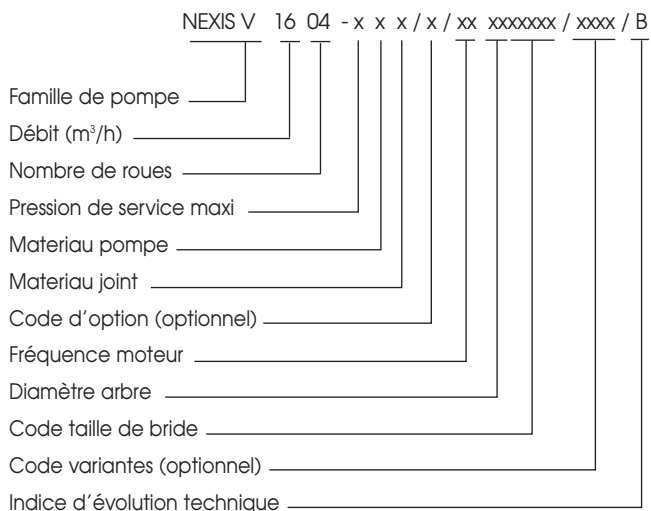 NEXIS V 16 04 - x x x / x / xx xxxxxxxx / xxxx / B
Famille de pompe
Débit (m³/h)
Nombre de roues
Pression de service maxi
Materiau pompe
Materiau joint
Code d'option (optionnel)
Fréquence moteur
Diamètre arbre
Code taille de bride
Code variantes (optionnel)
Indice d'évolution technique